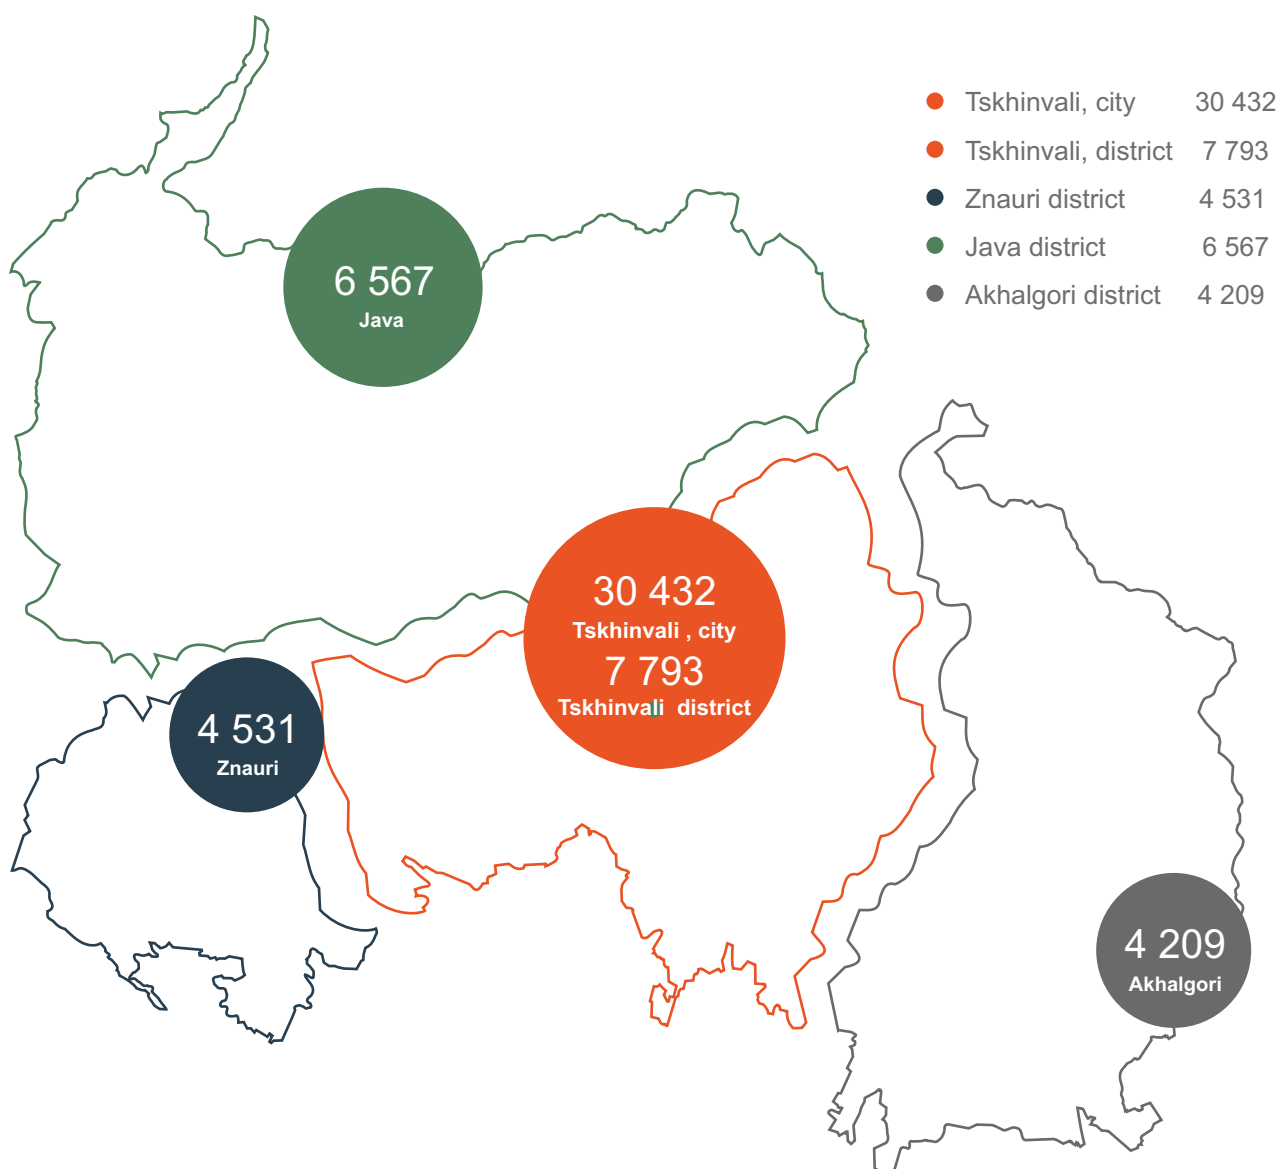 Tskhinvali, city 30 432
Tskhinvali, district 7 793
Znauri district 4 531
Java district 6 567
Akhalgori district 4 209
6 567
Java
30 432
Tskhinvali , city
7 793
Tskhinvali district
4 531
Znauri
4 209
Akhalgori